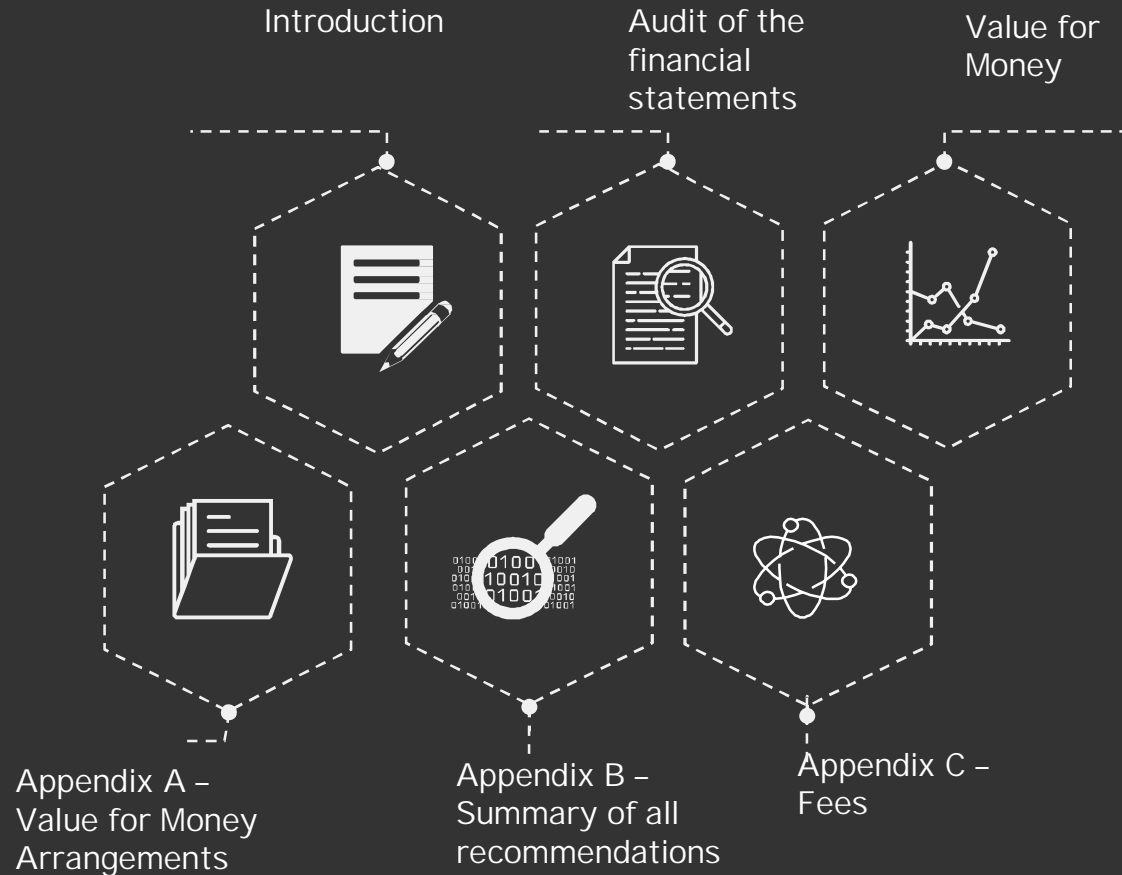 Introduction
Audit of the
financial
statements
Value for
Money
Appendix A –
Value for Money
Arrangements
Appendix B –
Summary of all
recommendations
Appendix C –
Fees